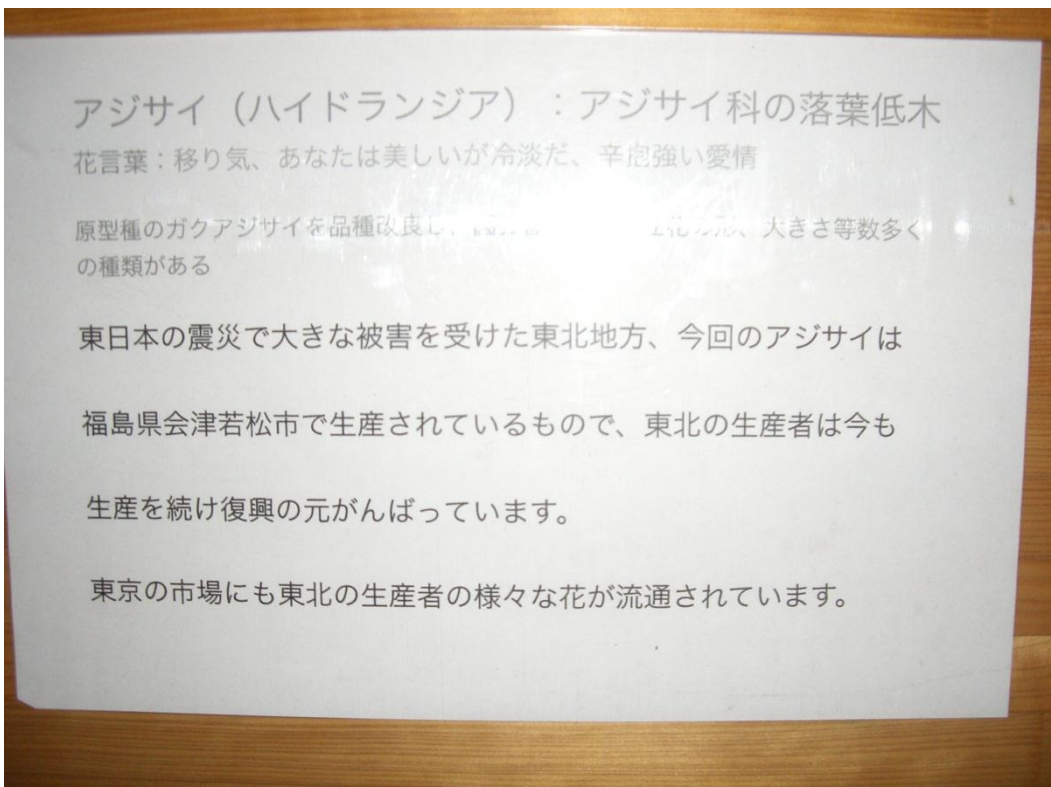 アジサイ（ハイドランジア）：アジサイ科の落葉低木
花言葉：移り気、あなたは美しいが冷淡だ、辛抱強い愛情
原型種のガクアジサイを品種改良し、大きさ等数多く
の種類がある
東日本の震災で大きな被害を受けた東北地方、今回のアジサイは
福島県会津若松市で生産されているもので、東北の生産者は今も
生産を続け復興の元がんばっています。
東京の市場にも東北の生産者の様々な花が流通されています。